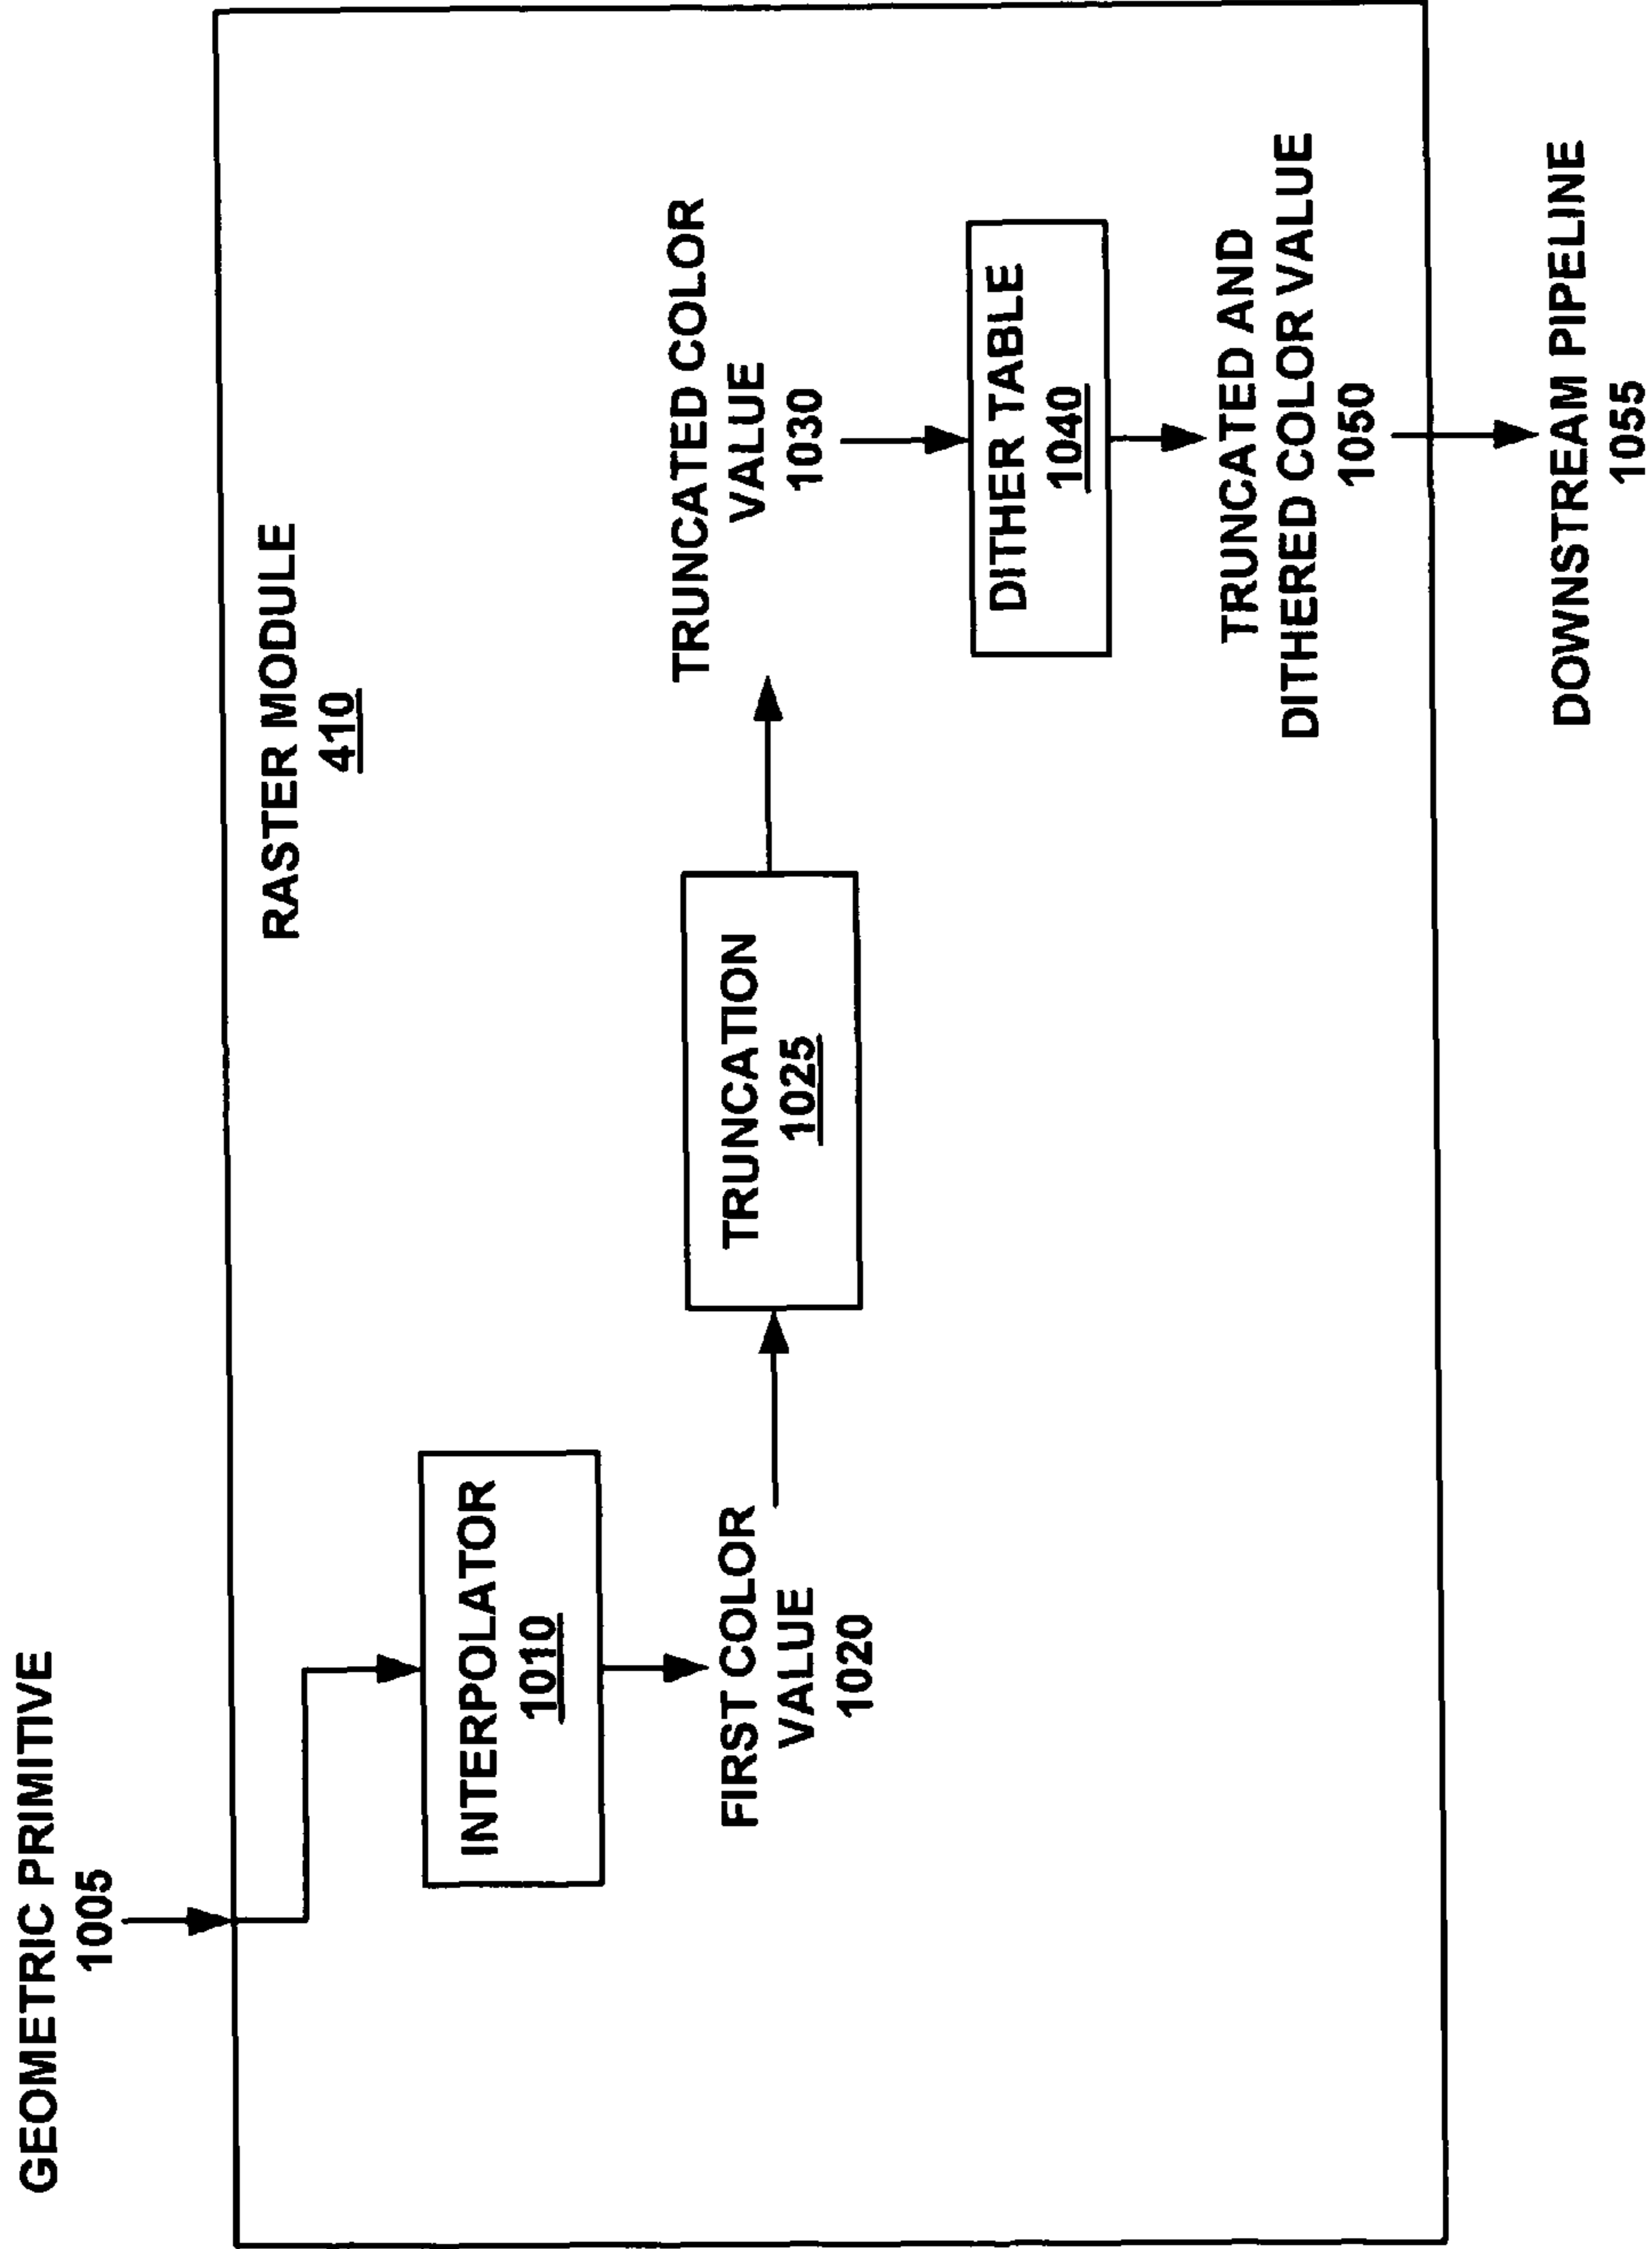 GEOMETRIC PRIMITIVE
1005
RASTER MODULE
410
INTERPOLATOR
1010
FIRST COLOR
VALUE
1020
TRUNCATION
1025
TRUNCATED COLOR
VALUE
1030
DITHER TABLE
1040
TRUNCATED AND
DITHERED COLOR VALUE
1050
DOWNSTREAM PIPELINE
1055